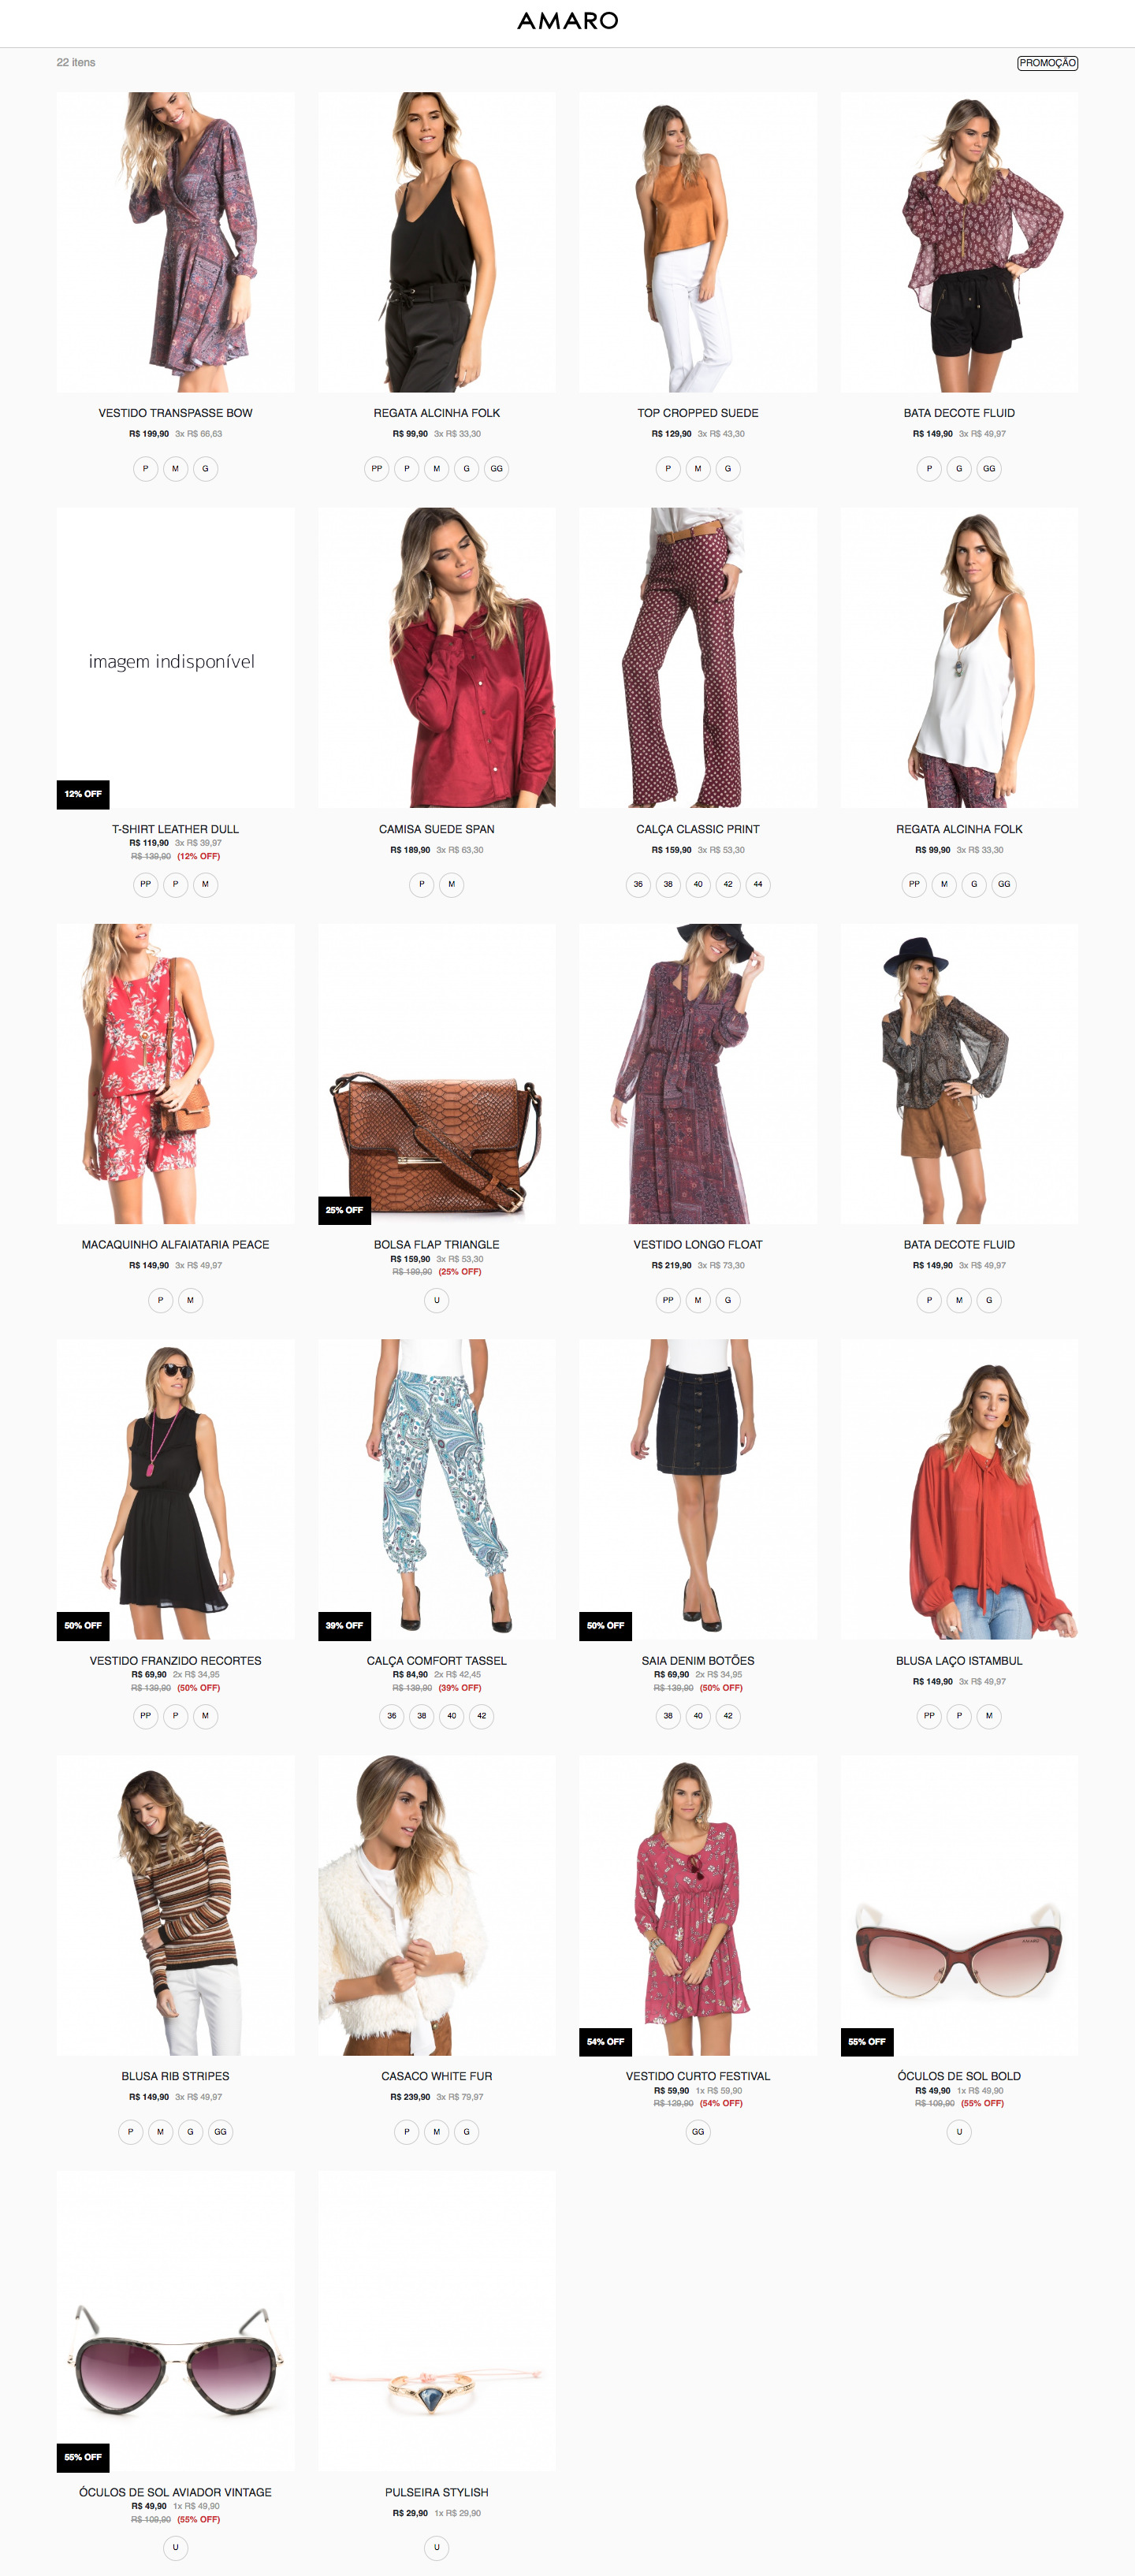 AMARO
22 itens
PROMOÇÃO
VESTIDO TRANSPASSE BOW
R$ 199,90 3x R$ 66,63
P M G
REGATA ALCINHA FOLK
R$ 99,90 3x R$ 33,30
PP P M G GG
TOP CROPPED SUEDE
R$ 129,90 3x R$ 43,30
P M G
BATA DECOTE FLUID
R$ 149,90 3x R$ 49,97
P G GG
imagem indisponível
12% OFF
T-SHIRT LEATHER DULL
R$ 119,90 3x R$ 39,97
R$ 139,90 (12% OFF)
PP P M
CAMISA SUEDE SPAN
R$ 189,90 3x R$ 63,30
P M
CALÇA CLASSIC PRINT
R$ 159,90 3x R$ 53,30
36 38 40 42 44
REGATA ALCINHA FOLK
R$ 99,90 3x R$ 33,30
PP M G GG
MACAQUINHO ALFAIATARIA PEACE
R$ 149,90 3x R$ 49,97
P M
25% OFF
BOLSA FLAP TRIANGLE
R$ 159,90 3x R$ 53,30
R$ 199,90 (25% OFF)
U
VESTIDO LONGO FLOAT
R$ 219,90 3x R$ 73,30
PP M G
BATA DECOTE FLUID
R$ 149,90 3x R$ 49,97
P M G
50% OFF
VESTIDO FRANZIDO RECORTES
R$ 69,90 2x R$ 34,95
R$ 139,90 (50% OFF)
PP P M
39% OFF
CALÇA COMFORT TASSEL
R$ 84,90 2x R$ 42,45
R$ 139,90 (39% OFF)
36 38 40 42
50% OFF
SAIA DENIM BOTÕES
R$ 69,90 2x R$ 34,95
R$ 139,90 (50% OFF)
38 40 42
BLUSA LAÇO ISTAMBUL
R$ 149,90 3x R$ 49,97
PP P M
BLUSA RIB STRIPES
R$ 149,90 3x R$ 49,97
P M G GG
CASACO WHITE FUR
R$ 239,90 3x R$ 79,97
P M G
54% OFF
VESTIDO CURTO FESTIVAL
R$ 59,90 1x R$ 59,90
R$ 129,90 (54% OFF)
GG
AMARO
55% OFF
ÓCULOS DE SOL BOLD
R$ 49,90 1x R$ 49,90
R$ 109,90 (55% OFF)
U
55% OFF
ÓCULOS DE SOL AVIADOR VINTAGE
R$ 49,90 1x R$ 49,90
R$ 109,90 (55% OFF)
U
PULSEIRA STYLISH
R$ 29,90 1x R$ 29,90
U